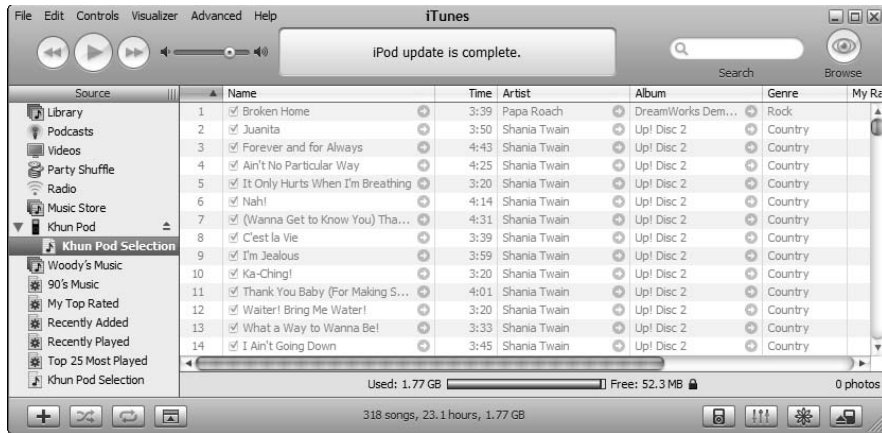 File Edit Controls Visualizer Advanced Help
iTunes
iPod update is complete.
Search
Browse
Source
Library
Podcasts
Videos
Party Shuffle
Radio
Music Store
Khun Pod
Khun Pod Selection
Woody's Music
90's Music
My Top Rated
Recently Added
Recently Played
Top 25 Most Played
Khun Pod Selection
Name Time Artist Album Genre My Ra
1 Broken Home 3:39 Papa Roach DreamWorks Dem... Rock
2 Juanita 3:50 Shania Twain Up! Disc 2 Country
3 Forever and for Always 4:43 Shania Twain Up! Disc 2 Country
4 Ain't No Particular Way 4:25 Shania Twain Up! Disc 2 Country
5 It Only Hurts When I'm Breathing 3:20 Shania Twain Up! Disc 2 Country
6 Nah! 4:14 Shania Twain Up! Disc 2 Country
7 (Wanna Get to Know You) Tha... 4:31 Shania Twain Up! Disc 2 Country
8 C'est la Vie 3:39 Shania Twain Up! Disc 2 Country
9 I'm Jealous 3:59 Shania Twain Up! Disc 2 Country
10 Ka-Ching! 3:20 Shania Twain Up! Disc 2 Country
11 Thank You Baby (For Making S... 4:01 Shania Twain Up! Disc 2 Country
12 Waiter! Bring Me Water! 3:20 Shania Twain Up! Disc 2 Country
13 What a Way to Wanna Be! 3:33 Shania Twain Up! Disc 2 Country
14 I Ain't Going Down 3:45 Shania Twain Up! Disc 2 Country
Used: 1.77 GB Free: 52.3 MB 0 photos
318 songs, 23.1 hours, 1.77 GB